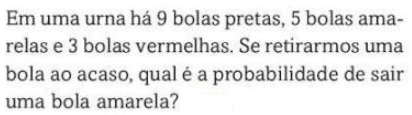 Em uma urna há 9 bolas pretas, 5 bolas ama-
relas e 3 bolas vermelhas. Se retirarmos uma
bola ao acaso, qual é a probabilidade de sair
uma bola amarela?